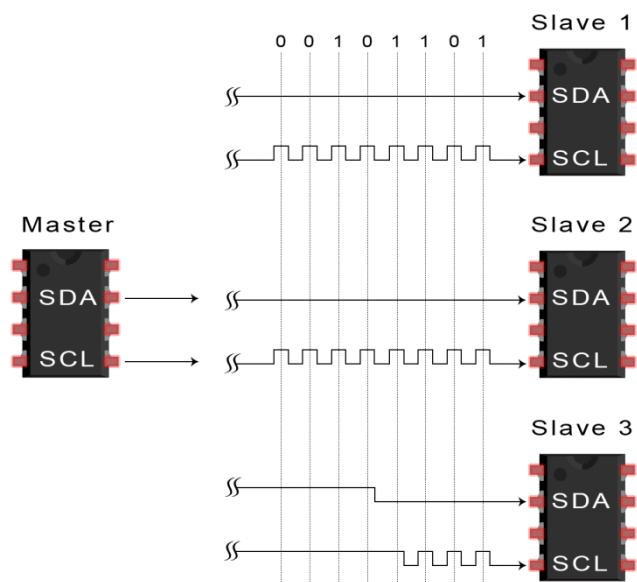 Slave 1
0 0 1 0 1 1 0 1
SDA
SCL
Master
SDA
SCL
Slave 2
SDA
SCL
Slave 3
SDA
SCL